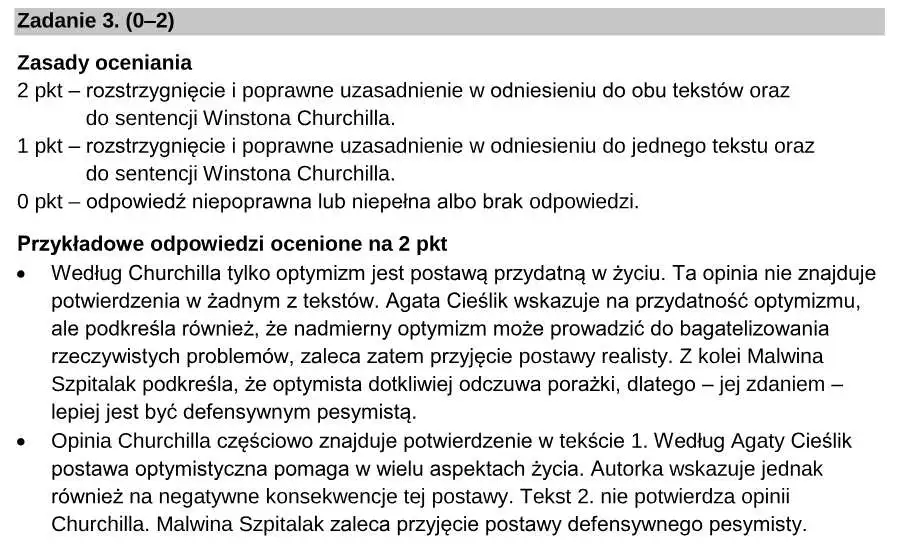 Zadanie 3. (0–2)
Zasady oceniania
2 pkt – rozstrzygnięcie i poprawne uzasadnienie w odniesieniu do obu tekstów oraz
do sentencji Winstona Churchilla.
1 pkt – rozstrzygnięcie i poprawne uzasadnienie w odniesieniu do jednego tekstu oraz
do sentencji Winstona Churchilla.
0 pkt – odpowiedź niepoprawna lub niepełna albo brak odpowiedzi.
Przykładowe odpowiedzi ocenione na 2 pkt
• Według Churchilla tylko optymizm jest postawą przydatną w życiu. Ta opinia nie znajduje
potwierdzenia w żadnym z tekstów. Agata Cieślik wskazuje na przydatność optymizmu,
ale podkreśla również, że nadmierny optymizm może prowadzić do bagatelizowania
rzeczywistych problemów, zaleca zatem przyjęcie postawy realisty. Z kolei Malwina
Szpitalak podkreśla, że optymista dotkliwiej odczuwa porażki, dlatego – jej zdaniem –
lepiej jest być defensywnym pesymistą.
• Opinia Churchilla częściowo znajduje potwierdzenie w tekście 1. Według Agaty Cieślik
postawa optymistyczna pomaga w wielu aspektach życia. Autorka wskazuje jednak
również na negatywne konsekwencje tej postawy. Tekst 2. nie potwierdza opinii
Churchilla. Malwina Szpitalak zaleca przyjęcie postawy defensywnego pesymisty.